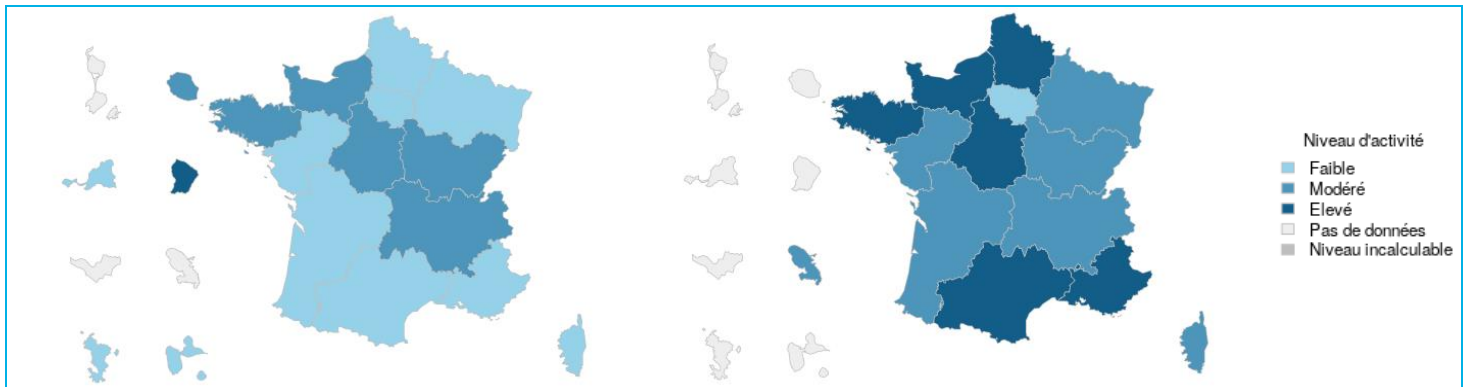 Niveau d'activité
Faible
Modéré
Elevé
Pas de données
Niveau incalculable